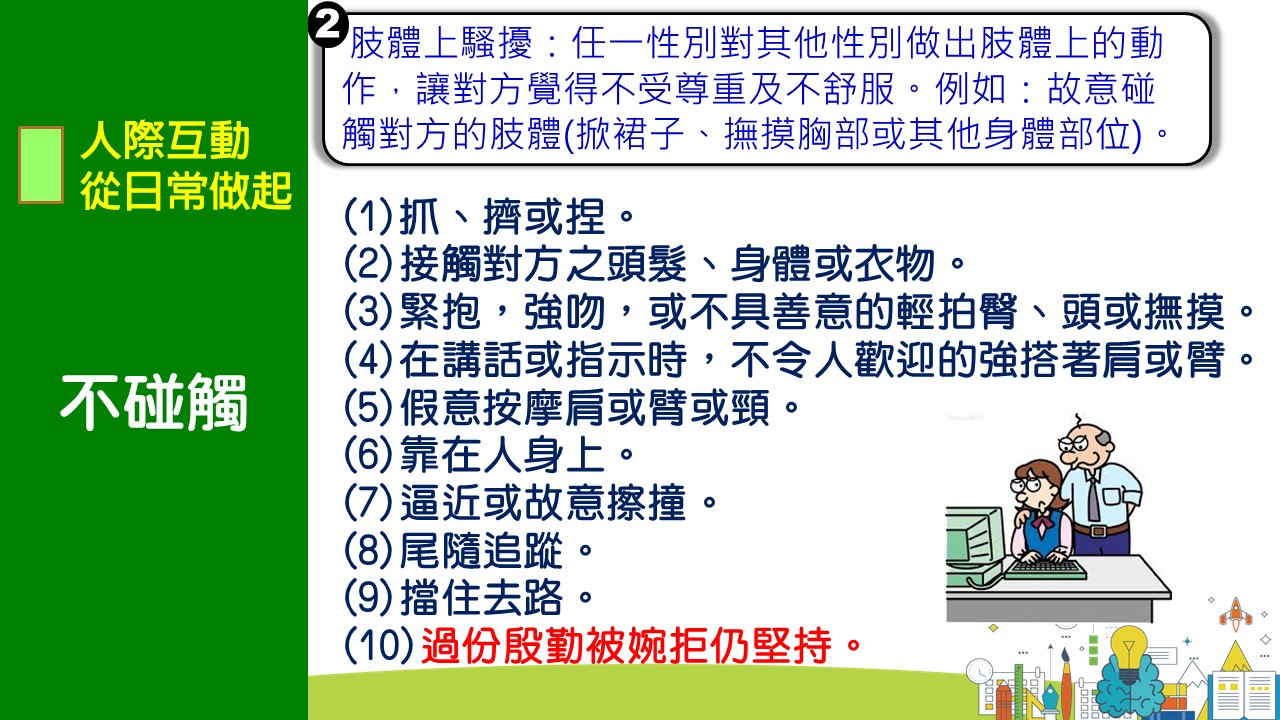 2
肢體上騷擾：任一性別對其他性別做出肢體上的動
作，讓對方覺得不受尊重及不舒服。例如：故意碰
觸對方的肢體(掀裙子、撫摸胸部或其他身體部位)。
人際互動
從日常做起
不碰觸
(1)抓、擠或捏。
(2)接觸對方之頭髮、身體或衣物。
(3)緊抱，強吻，或不具善意的輕拍臀、頭或撫摸。
(4)在講話或指示時，不令人歡迎的強搭著肩或臂。
(5)假意按摩肩或臂或頸。
(6)靠在人身上。
(7)逼近或故意擦撞。
(8)尾隨追蹤。
(9)擋住去路。
(10)過份殷勤被婉拒仍堅持。